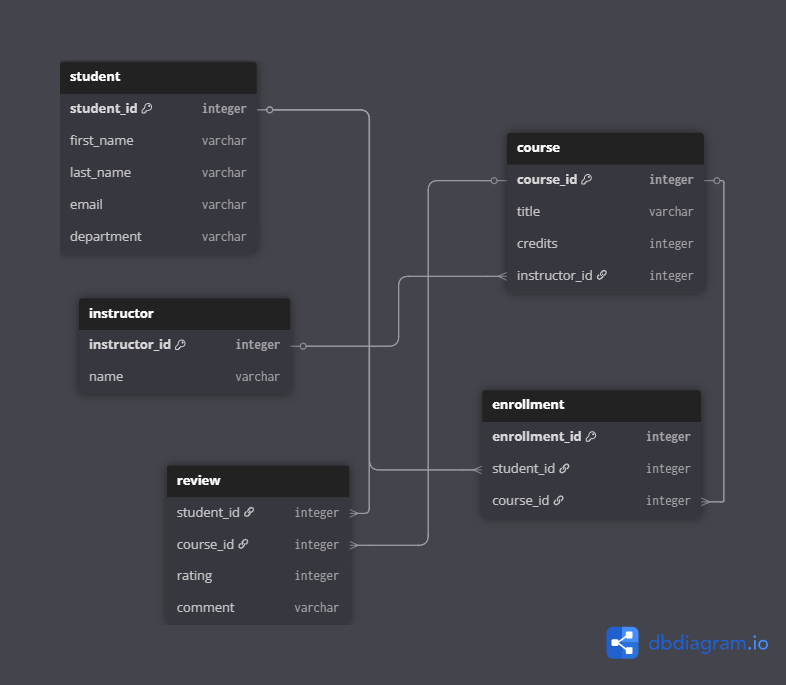 student
student_id integer
first_name varchar
last_name varchar
email varchar
department varchar
instructor
instructor_id integer
name varchar
review
student_id integer
course_id integer
rating integer
comment varchar
course
course_id integer
title varchar
credits integer
instructor_id integer
enrollment
enrollment_id integer
student_id integer
course_id integer
dbdiagram.io